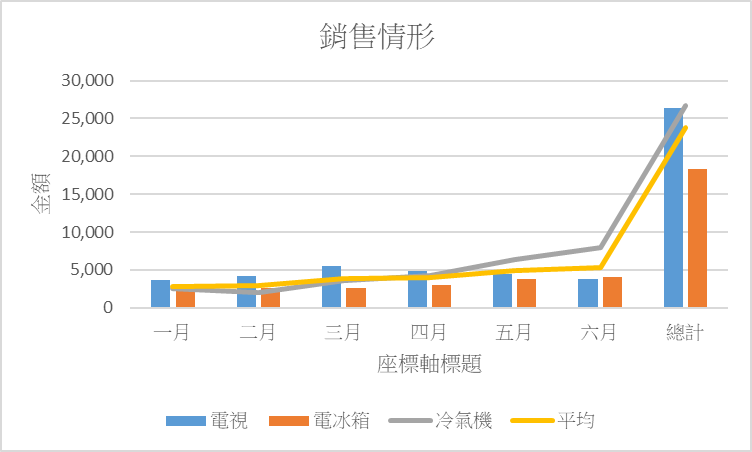 銷售情形
30,000
25,000
20,000
15,000
10,000
5,000
0
金額
一月 二月 三月 四月 五月 六月 總計
座標軸標題
電視 電冰箱 冷氣機 平均